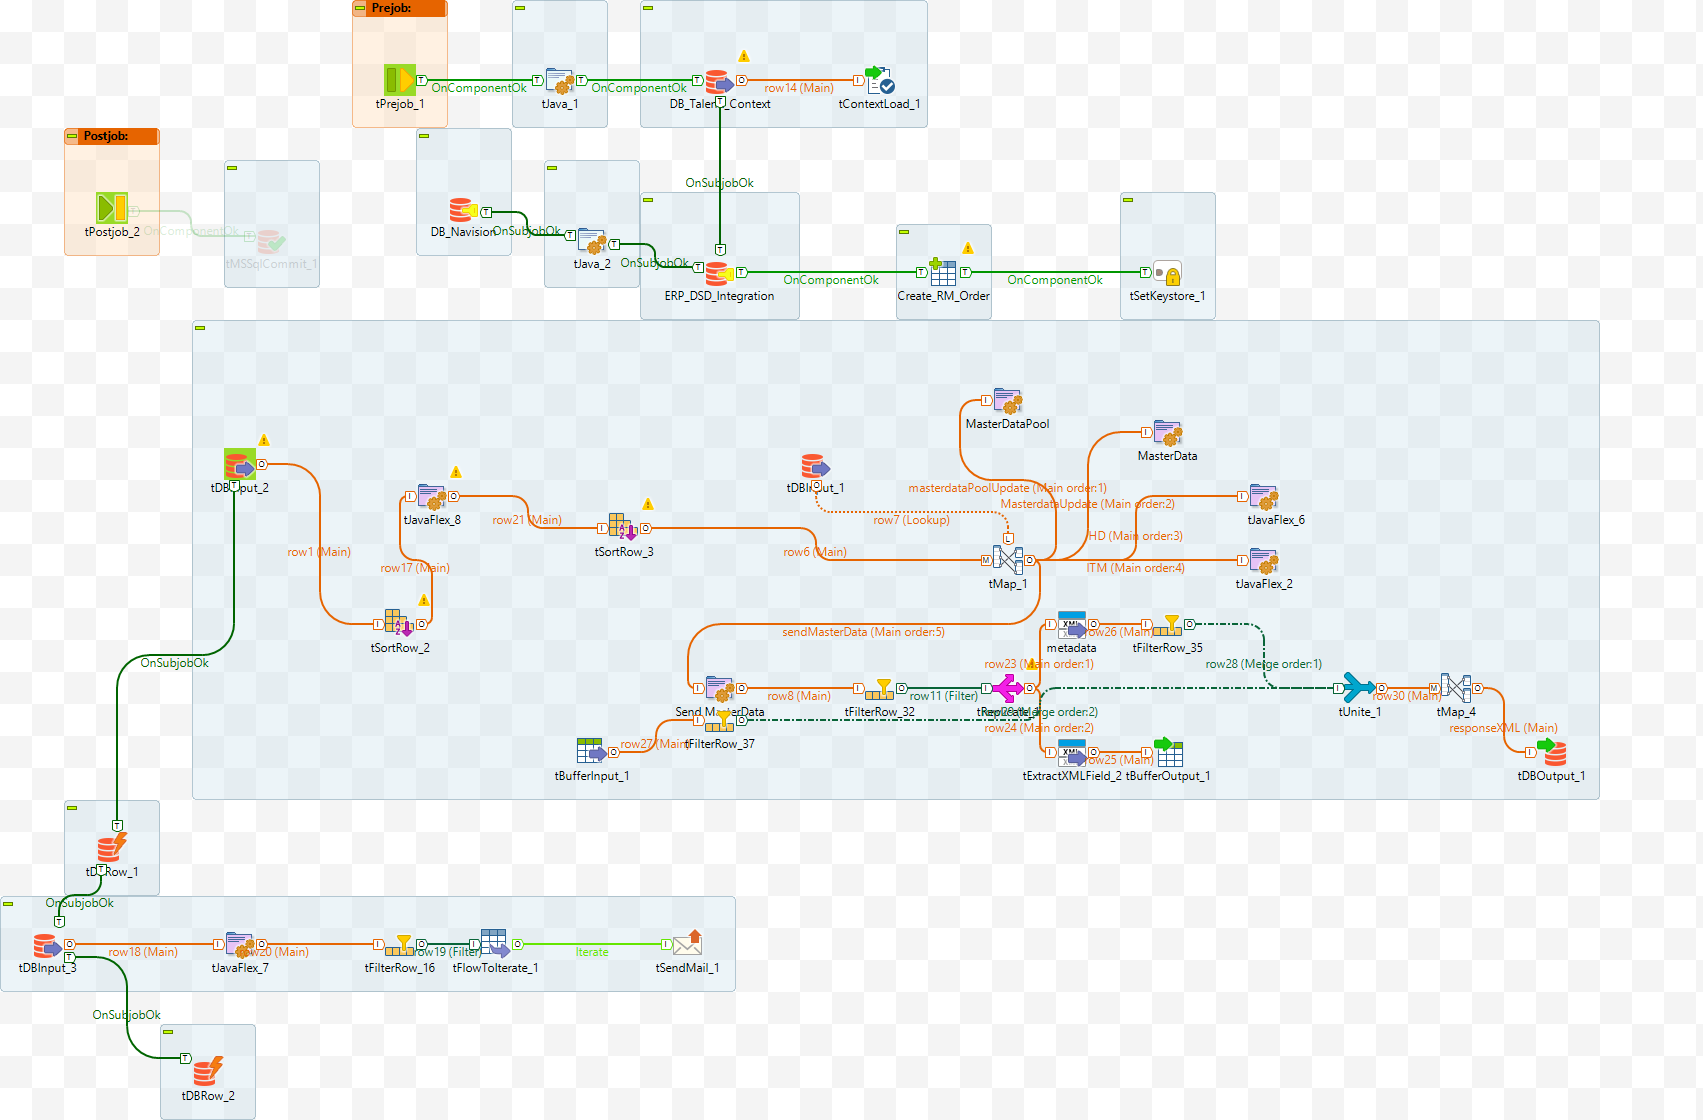 Prejob:
tPrejob_1
OnComponentOk
tJava_1
OnComponentOk
DB_Talend_Context
row14 (Main)
tContextLoad_1
OnSubjobOk
Postjob:
tPostjob_2
OnComponentOk
tMSSqlCommit_1
DB_Navision
OnSubjobOk
tJava_2
OnSubjobOk
ERP_DSD_Integration
OnComponentOk
Create_RM_Order
OnComponentOk
tSetKeystore_1
tDBInput_2
row1 (Main)
tSortRow_2
row17 (Main)
tJavaFlex_8
row21 (Main)
tSortRow_3
row6 (Main)
tDBInput_1
row7 (Lookup)
tMap_1
MasterDataPool
masterdataPoolUpdate (Main order:1)
MasterData
MasterdataUpdate (Main order:2)
HD (Main order:3)
tJavaFlex_6
ITM (Main order:4)
tJavaFlex_2
sendMasterData (Main order:5)
Send MasterData
row8 (Main)
tFilterRow_32
row11 (Filter)
tReplicate_1
row23 (Main order:1)
metadata
row26 (Main)
tFilterRow_35
row28 (Merge order:1)
row29 (Merge order:2)
row24 (Main order:2)
tExtractXMLField_2
row25 (Main)
tBufferOutput_1
tBufferInput_1
row27 (Main)
tFilterRow_37
tUnite_1
row30 (Main)
tMap_4
responseXML (Main)
tDBOutput_1
OnSubjobOk
tDBRow_1
OnSubjobOk
tDBInput_3
row18 (Main)
tJavaFlex_7
row20 (Main)
tFilterRow_16
row19 (Filter)
tFlowToIterate_1
Iterate
tSendMail_1
OnSubjobOk
tDBRow_2